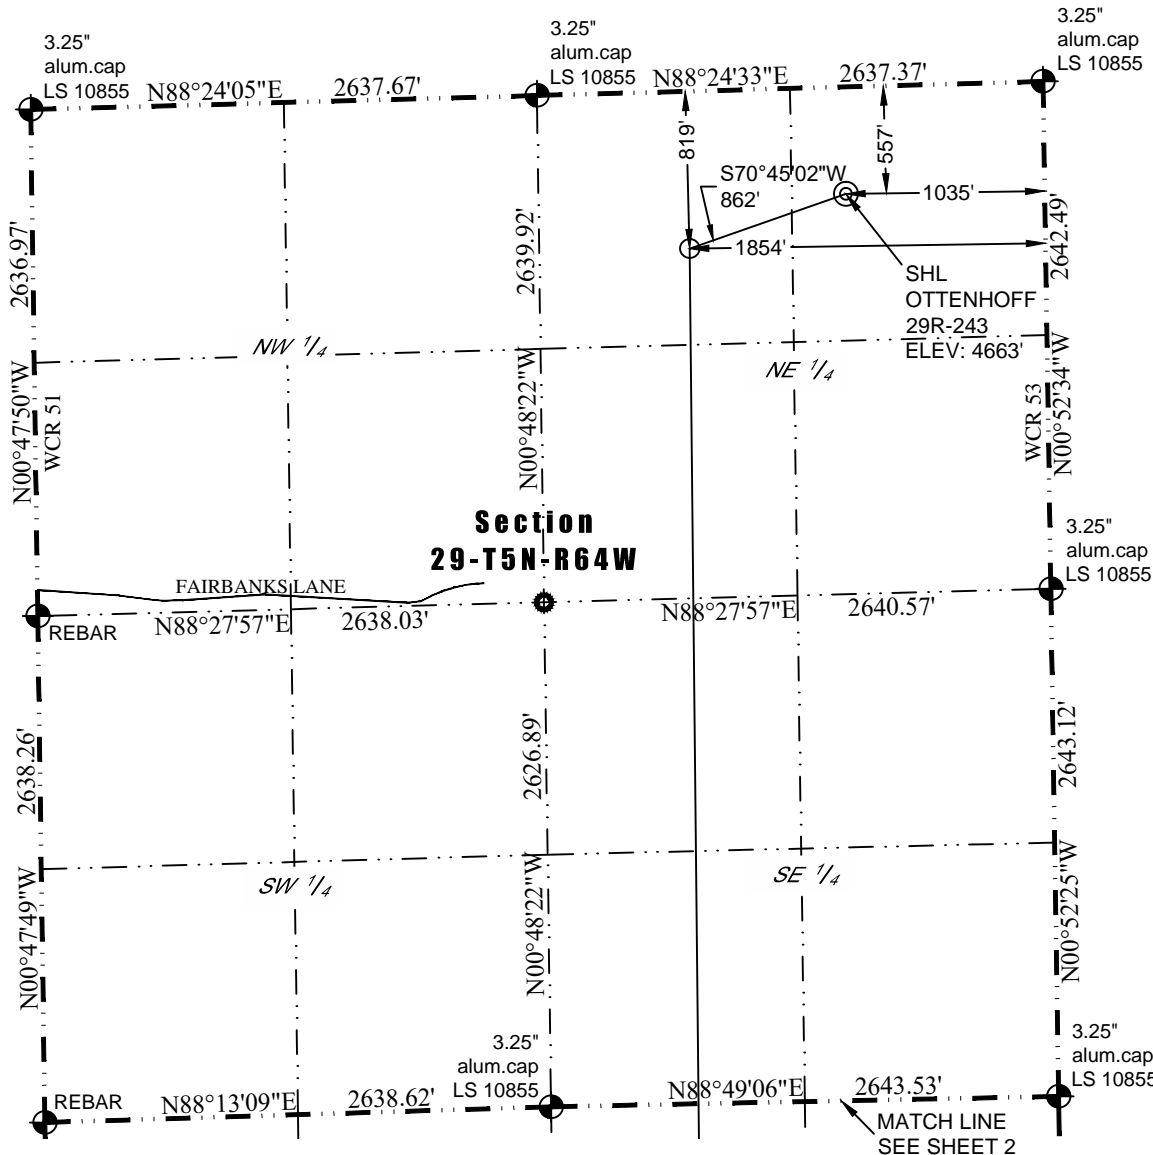 3.25"
alum.cap
LS 10855
3.25"
alum.cap
LS 10855
3.25"
alum.cap
LS 10855
N88°24'05"E
2637.67'
N88°24'33"E
2637.37'
819'
557'
S70°45'02"W
862'
1035'
1854'
2636.97'
2639.92'
2642.49'
SHL
OTTENHOFF
29R-243
ELEV: 4663'
NW 1/4
NE 1/4
N00°47'50"W
WCR 51
N00°48'22"W
WCR 53
N00°52'34"W
Section
29-T5N-R64W
3.25"
alum.cap
LS 10855
FAIRBANKS LANE
REBAR
N88°27'57"E
2638.03'
N88°27'57"E
2640.57'
2638.26'
2626.89'
2643.12'
SW 1/4
SE 1/4
N00°47'49"W
N00°48'22"W
N00°52'25"W
3.25"
alum.cap
LS 10855
3.25"
alum.cap
LS 10855
REBAR
N88°13'09"E
2638.62'
N88°49'06"E
2643.53'
MATCH LINE
SEE SHEET 2